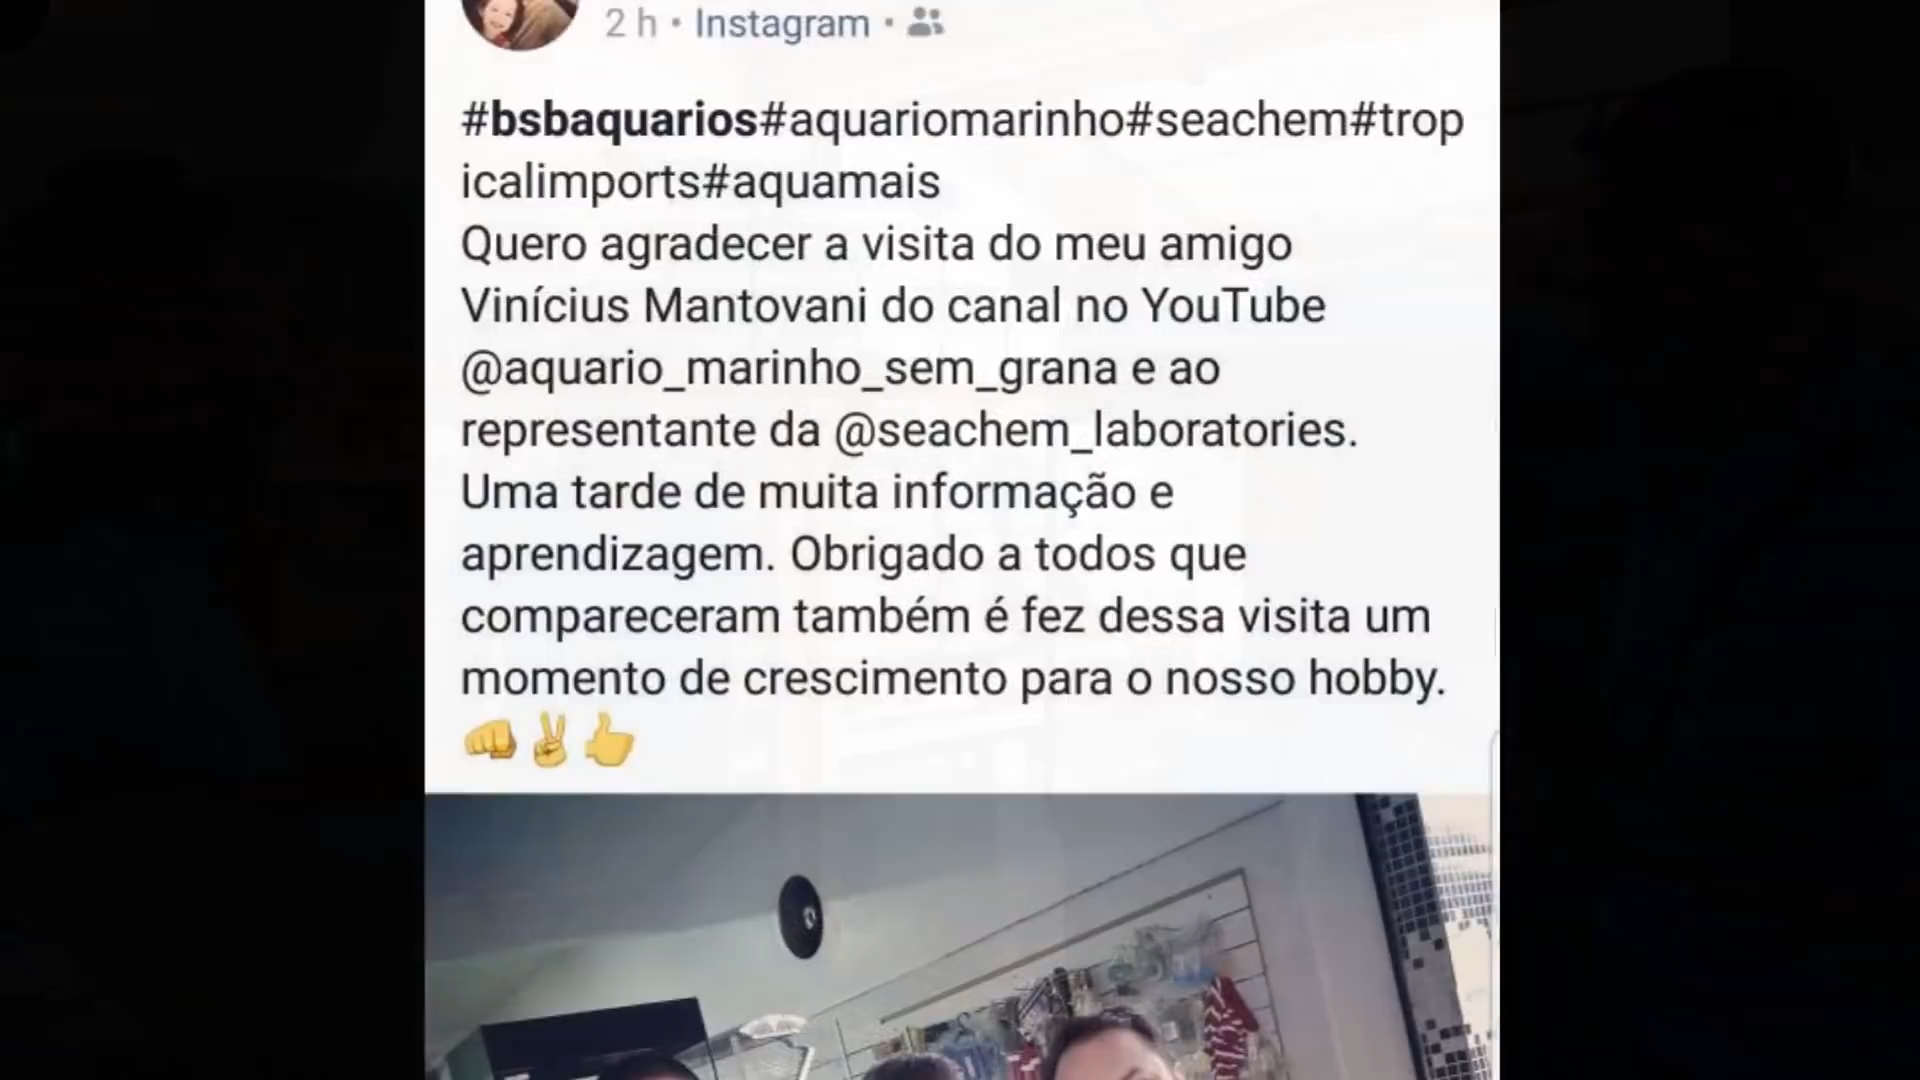 2 h • Instagram •
#bsbaquarios#aquariomarinho#seachem#trop
icalimports#aquamais
Quero agradecer a visita do meu amigo
Vinícius Mantovani do canal no YouTube
@aquario_marinho_sem_grana e ao
representante da @seachem_laboratories.
Uma tarde de muita informação e
aprendizagem. Obrigado a todos que
compareceram também é fez dessa visita um
momento de crescimento para o nosso hobby.
👊✌👍